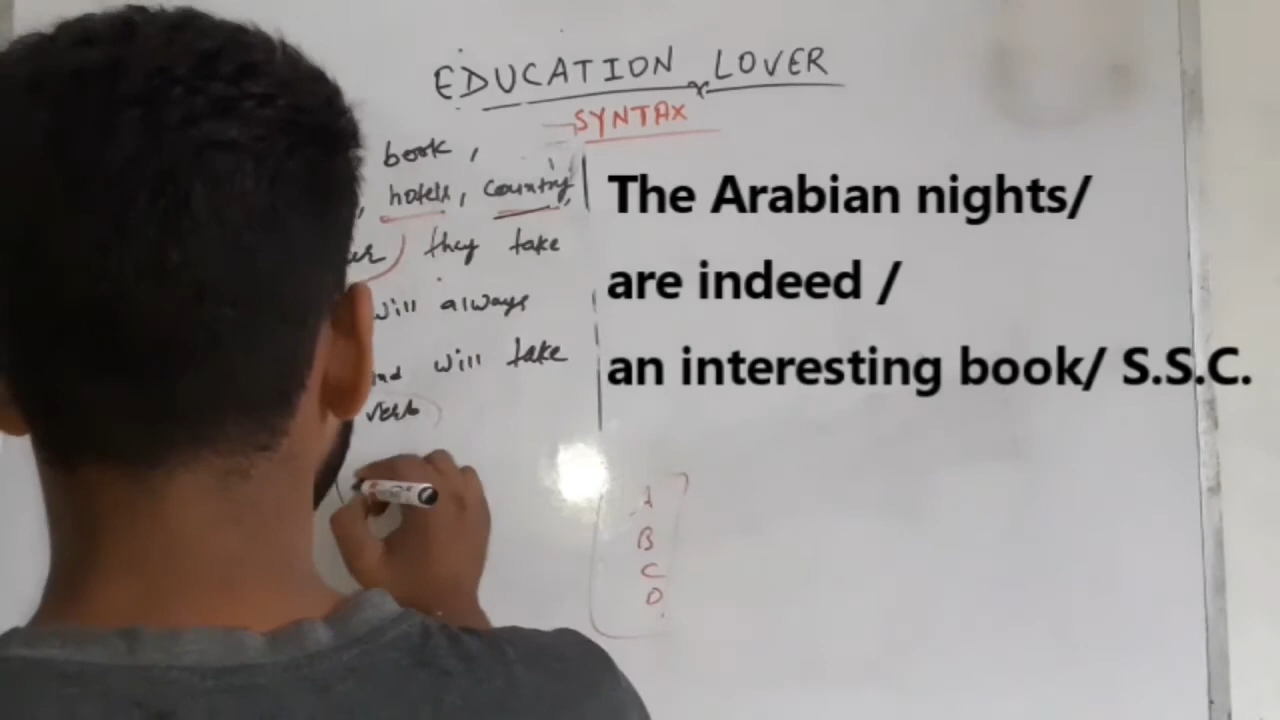 EDUCATION LOVER
SYNTAX
book ,
, hotels, country,
they take
will always
will take
verb
The Arabian nights/
are indeed /
an interesting book/ S.S.C.
A
B
C
D